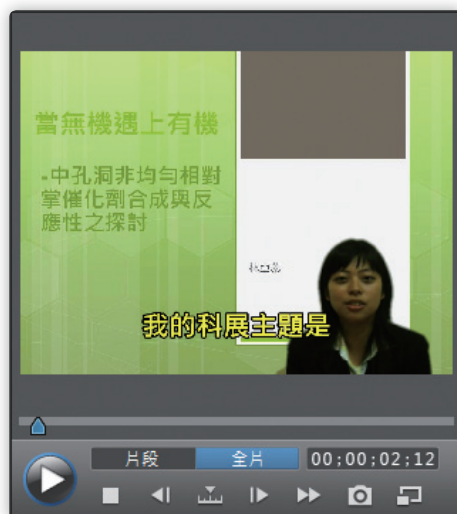 當無機遇上有機
-中孔洞非均勻相對
掌催化劑合成與反
應性之探討
我的科展主題是
片段 全片 00;00;02;12